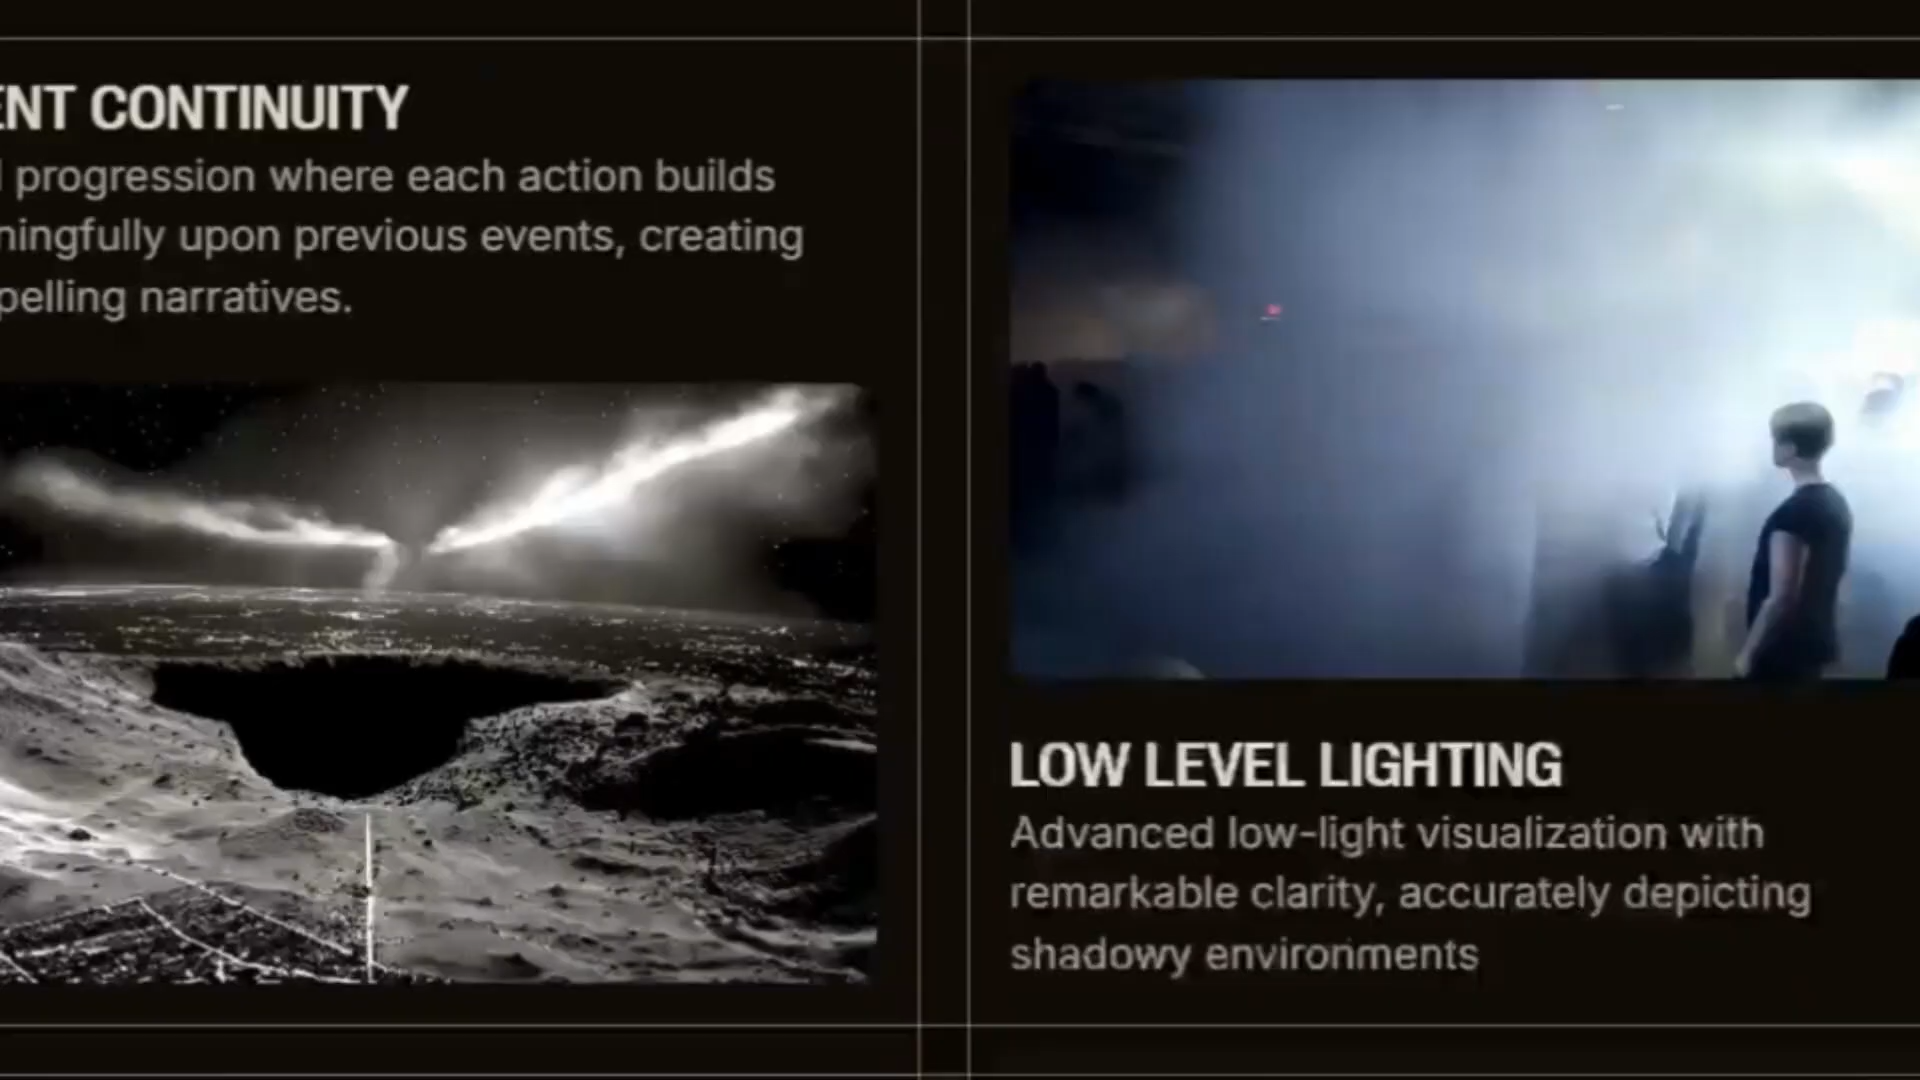 ENT CONTINUITY
progression where each action builds
ningfully upon previous events, creating
pelling narratives.
LOW LEVEL LIGHTING
Advanced low-light visualization with
remarkable clarity, accurately depicting
shadowy environments